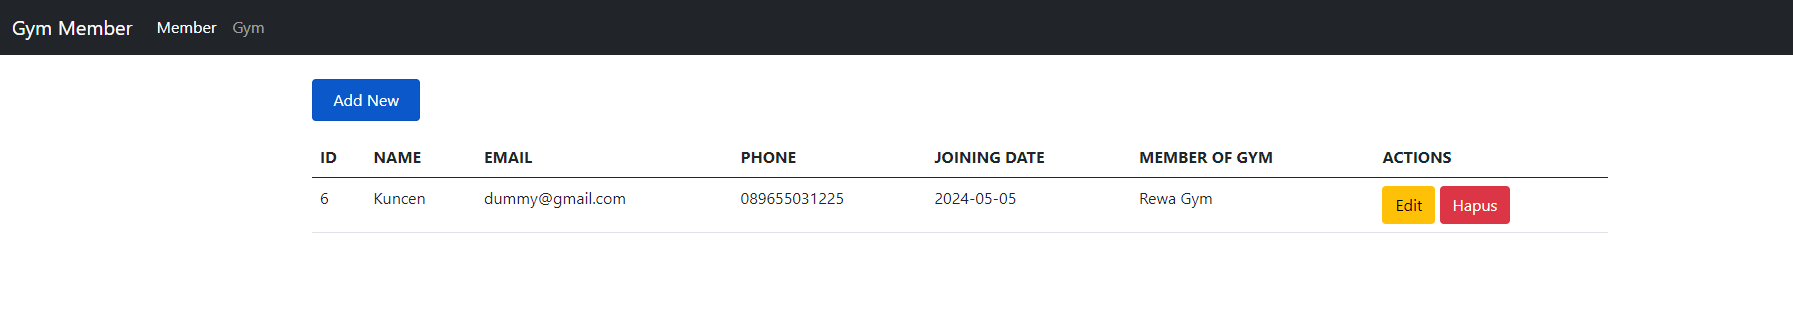 Gym Member Member Gym
Add New
ID NAME EMAIL PHONE JOINING DATE MEMBER OF GYM ACTIONS
6 Kuncen dummy@gmail.com 089655031225 2024-05-05 Rewa Gym Edit Hapus